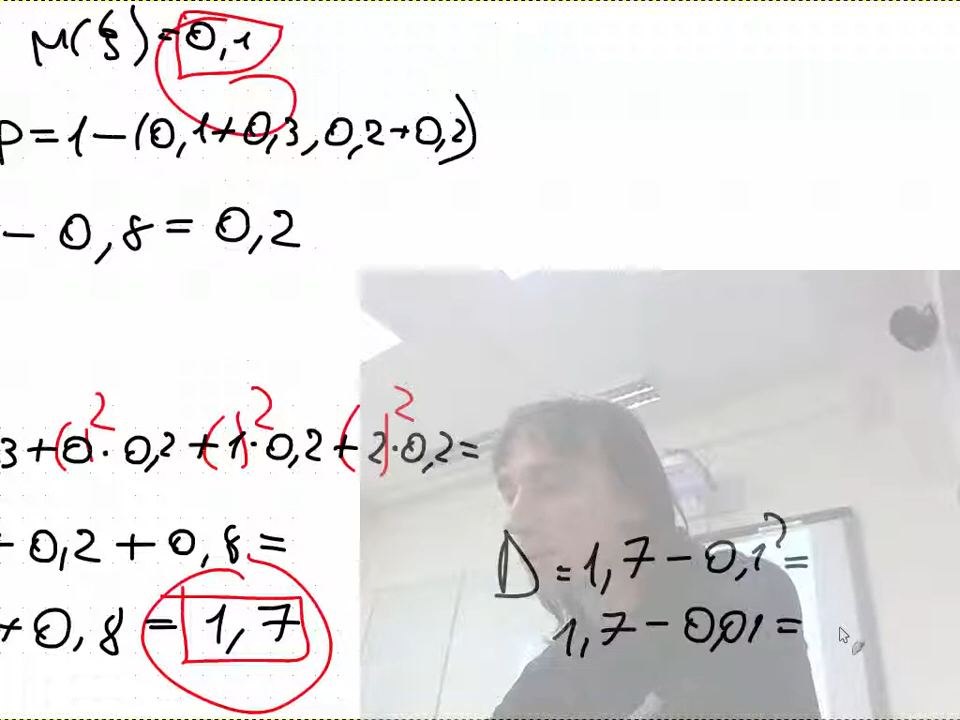 μ(ξ)=0,1
p=1-(0,1+0,3,0,2+0,2)
- 0,8 = 0,2
3+(0)²·0,2+(1)²·0,2+(2)²·0,2=
+ 0,2 + 0,8 =
+ 0,8 = 1,7
D=1,7-0,1²=
1,7-0,01=